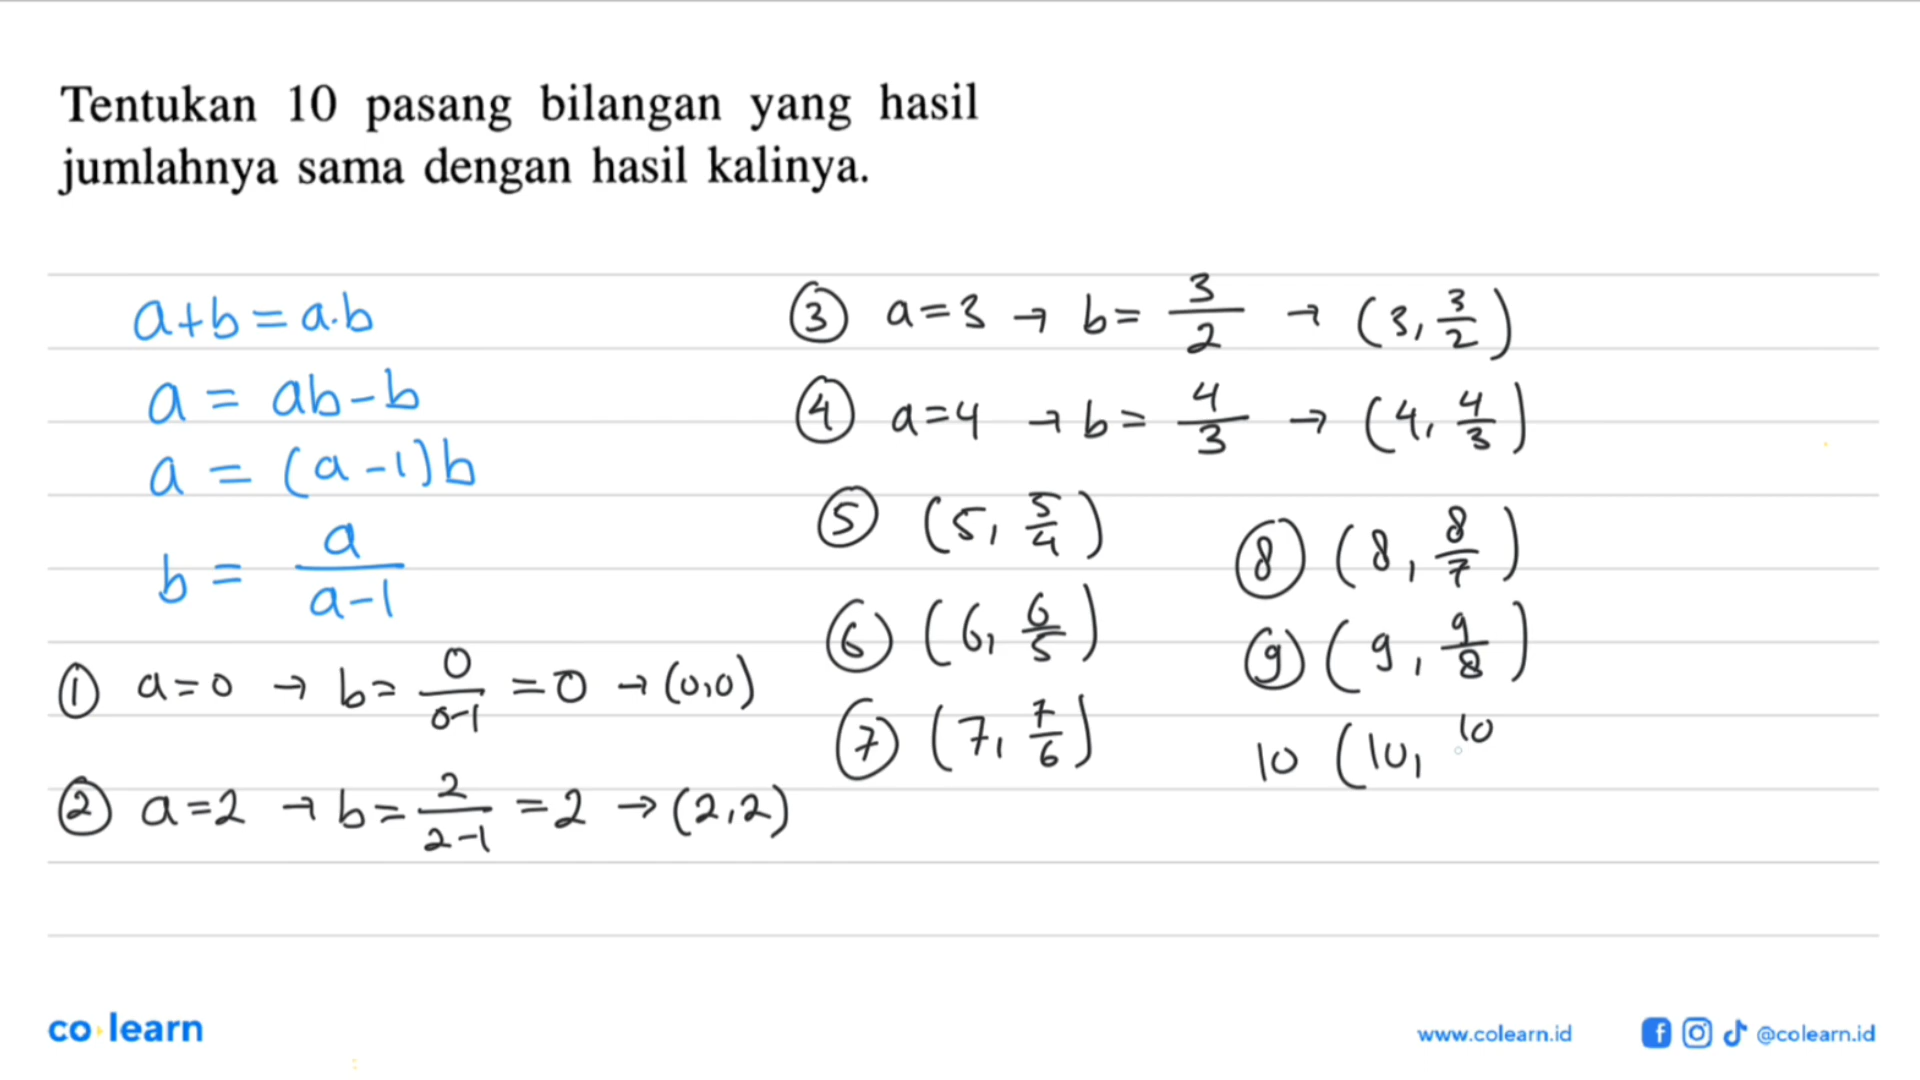 Tentukan 10 pasang bilangan yang hasil
jumlahnya sama dengan hasil kalinya.
a+b=a.b
a = ab-b
a = (a-1)b
b = a/(a-1)
① a=0 → b= 0/(0-1) = 0 → (0,0)
② a=2 → b= 2/(2-1) = 2 → (2,2)
③ a=3 → b= 3/2 → (3, 3/2)
④ a=4 → b= 4/3 → (4, 4/3)
⑤ (5, 5/4)
⑥ (6, 6/5)
⑦ (7, 7/6)
⑧ (8, 8/7)
⑨ (9, 9/8)
10 (10, 10
co learn
www.colearn.id
@colearn.id